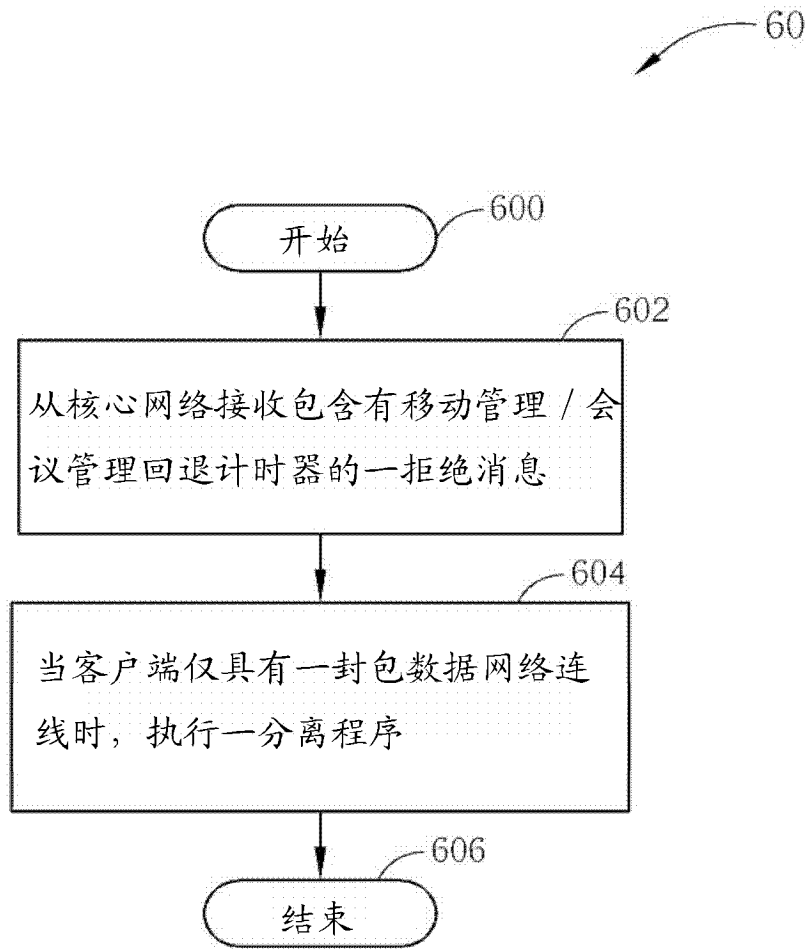 60
600
开始
602
从核心网络接收包含有移动管理/会
议管理回退计时器的一拒绝消息
604
当客户端仅具有一封包数据网络连
线时，执行一分离程序
606
结束